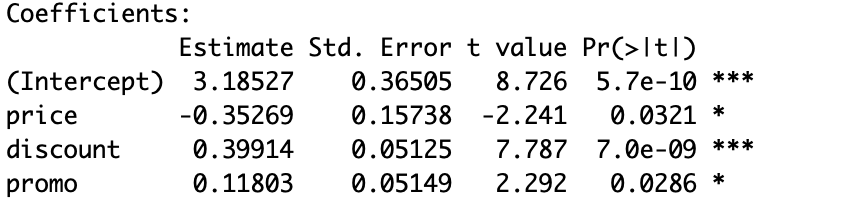 Coefficients:
Estimate Std. Error t value Pr(>|t|)
(Intercept) 3.18527 0.36505 8.726 5.7e-10 ***
price -0.35269 0.15738 -2.241 0.0321 *
discount 0.39914 0.05125 7.787 7.0e-09 ***
promo 0.11803 0.05149 2.292 0.0286 *